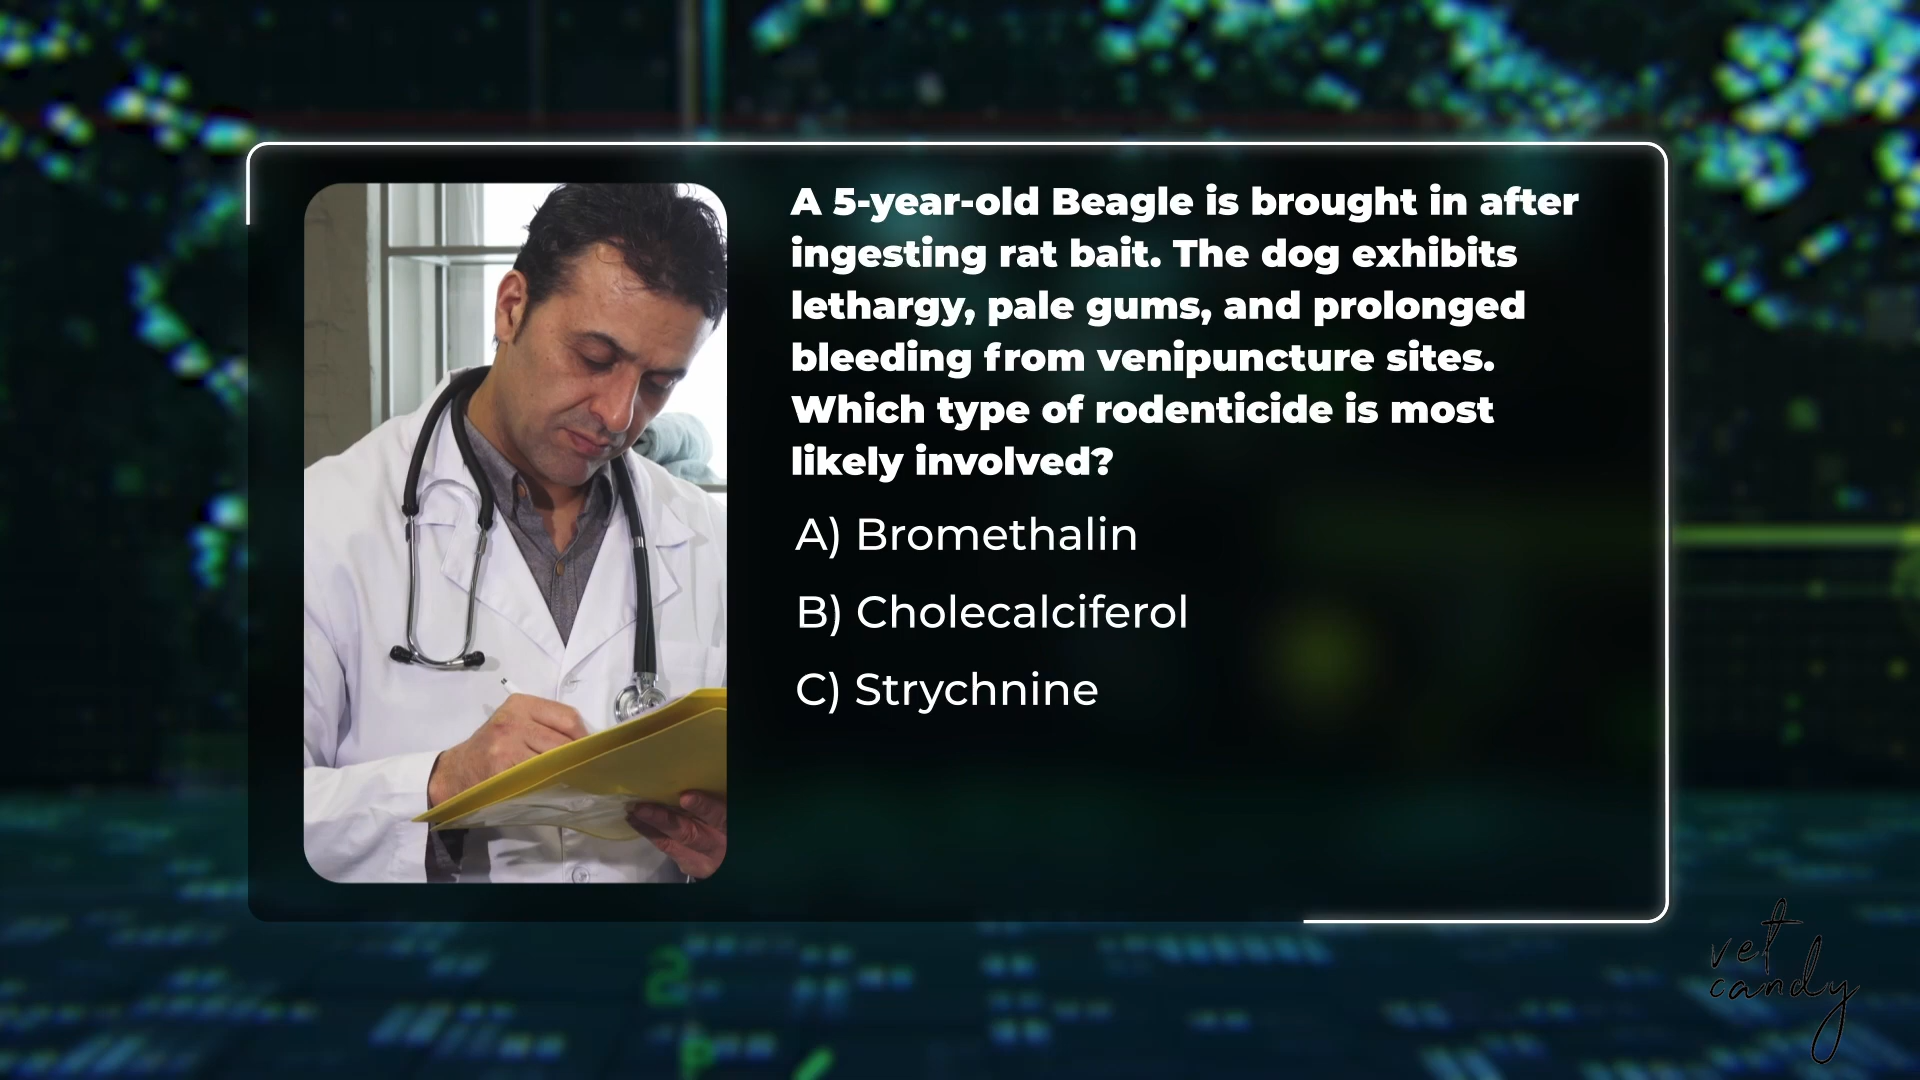 A 5-year-old Beagle is brought in after
ingesting rat bait. The dog exhibits
lethargy, pale gums, and prolonged
bleeding from venipuncture sites.
Which type of rodenticide is most
likely involved?
A) Bromethalin
B) Cholecalciferol
C) Strychnine
2
P
vet
candy